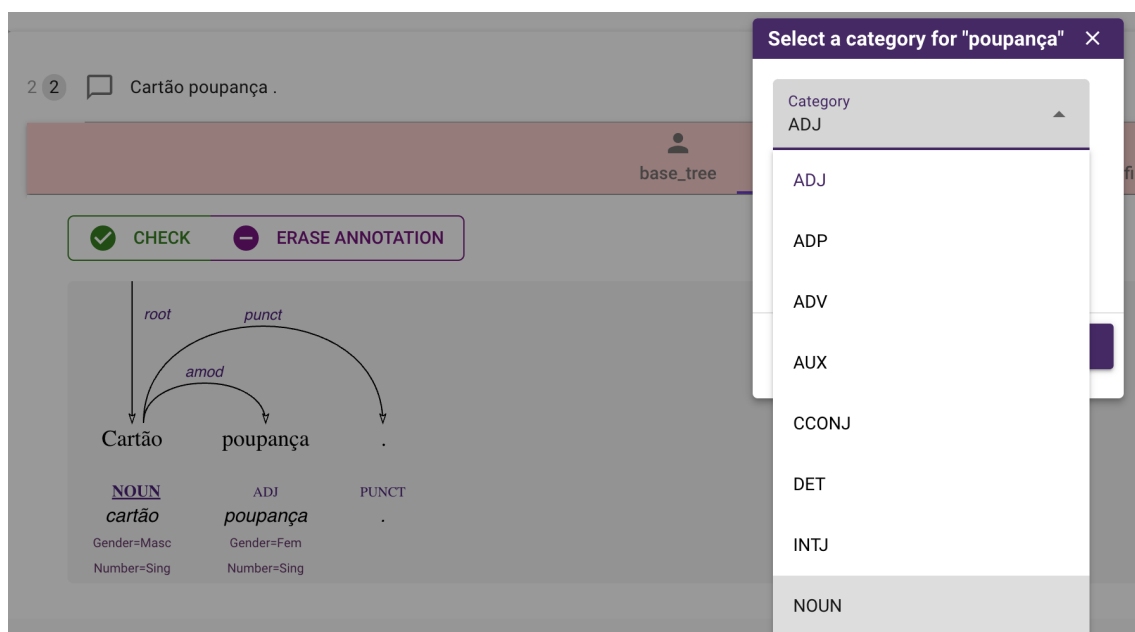 Select a category for "poupança"
2 2 Cartão poupança .
Category
ADJ
base_tree
fi
ADJ
CHECK ERASE ANNOTATION
ADP
ADV
root punct
AUX
amod
CCONJ
Cartão poupança .
DET
NOUN ADJ PUNCT
cartão poupança .
Gender=Masc Gender=Fem
INTJ
Number=Sing Number=Sing
NOUN